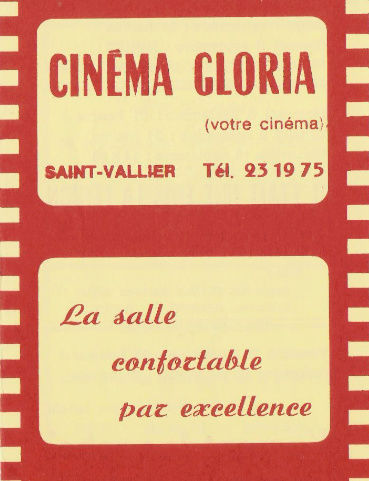 CINÉMA GLORIA
(votre cinéma)
SAINT-VALLIER Tél. 23 19 75
La salle
confortable
par excellence